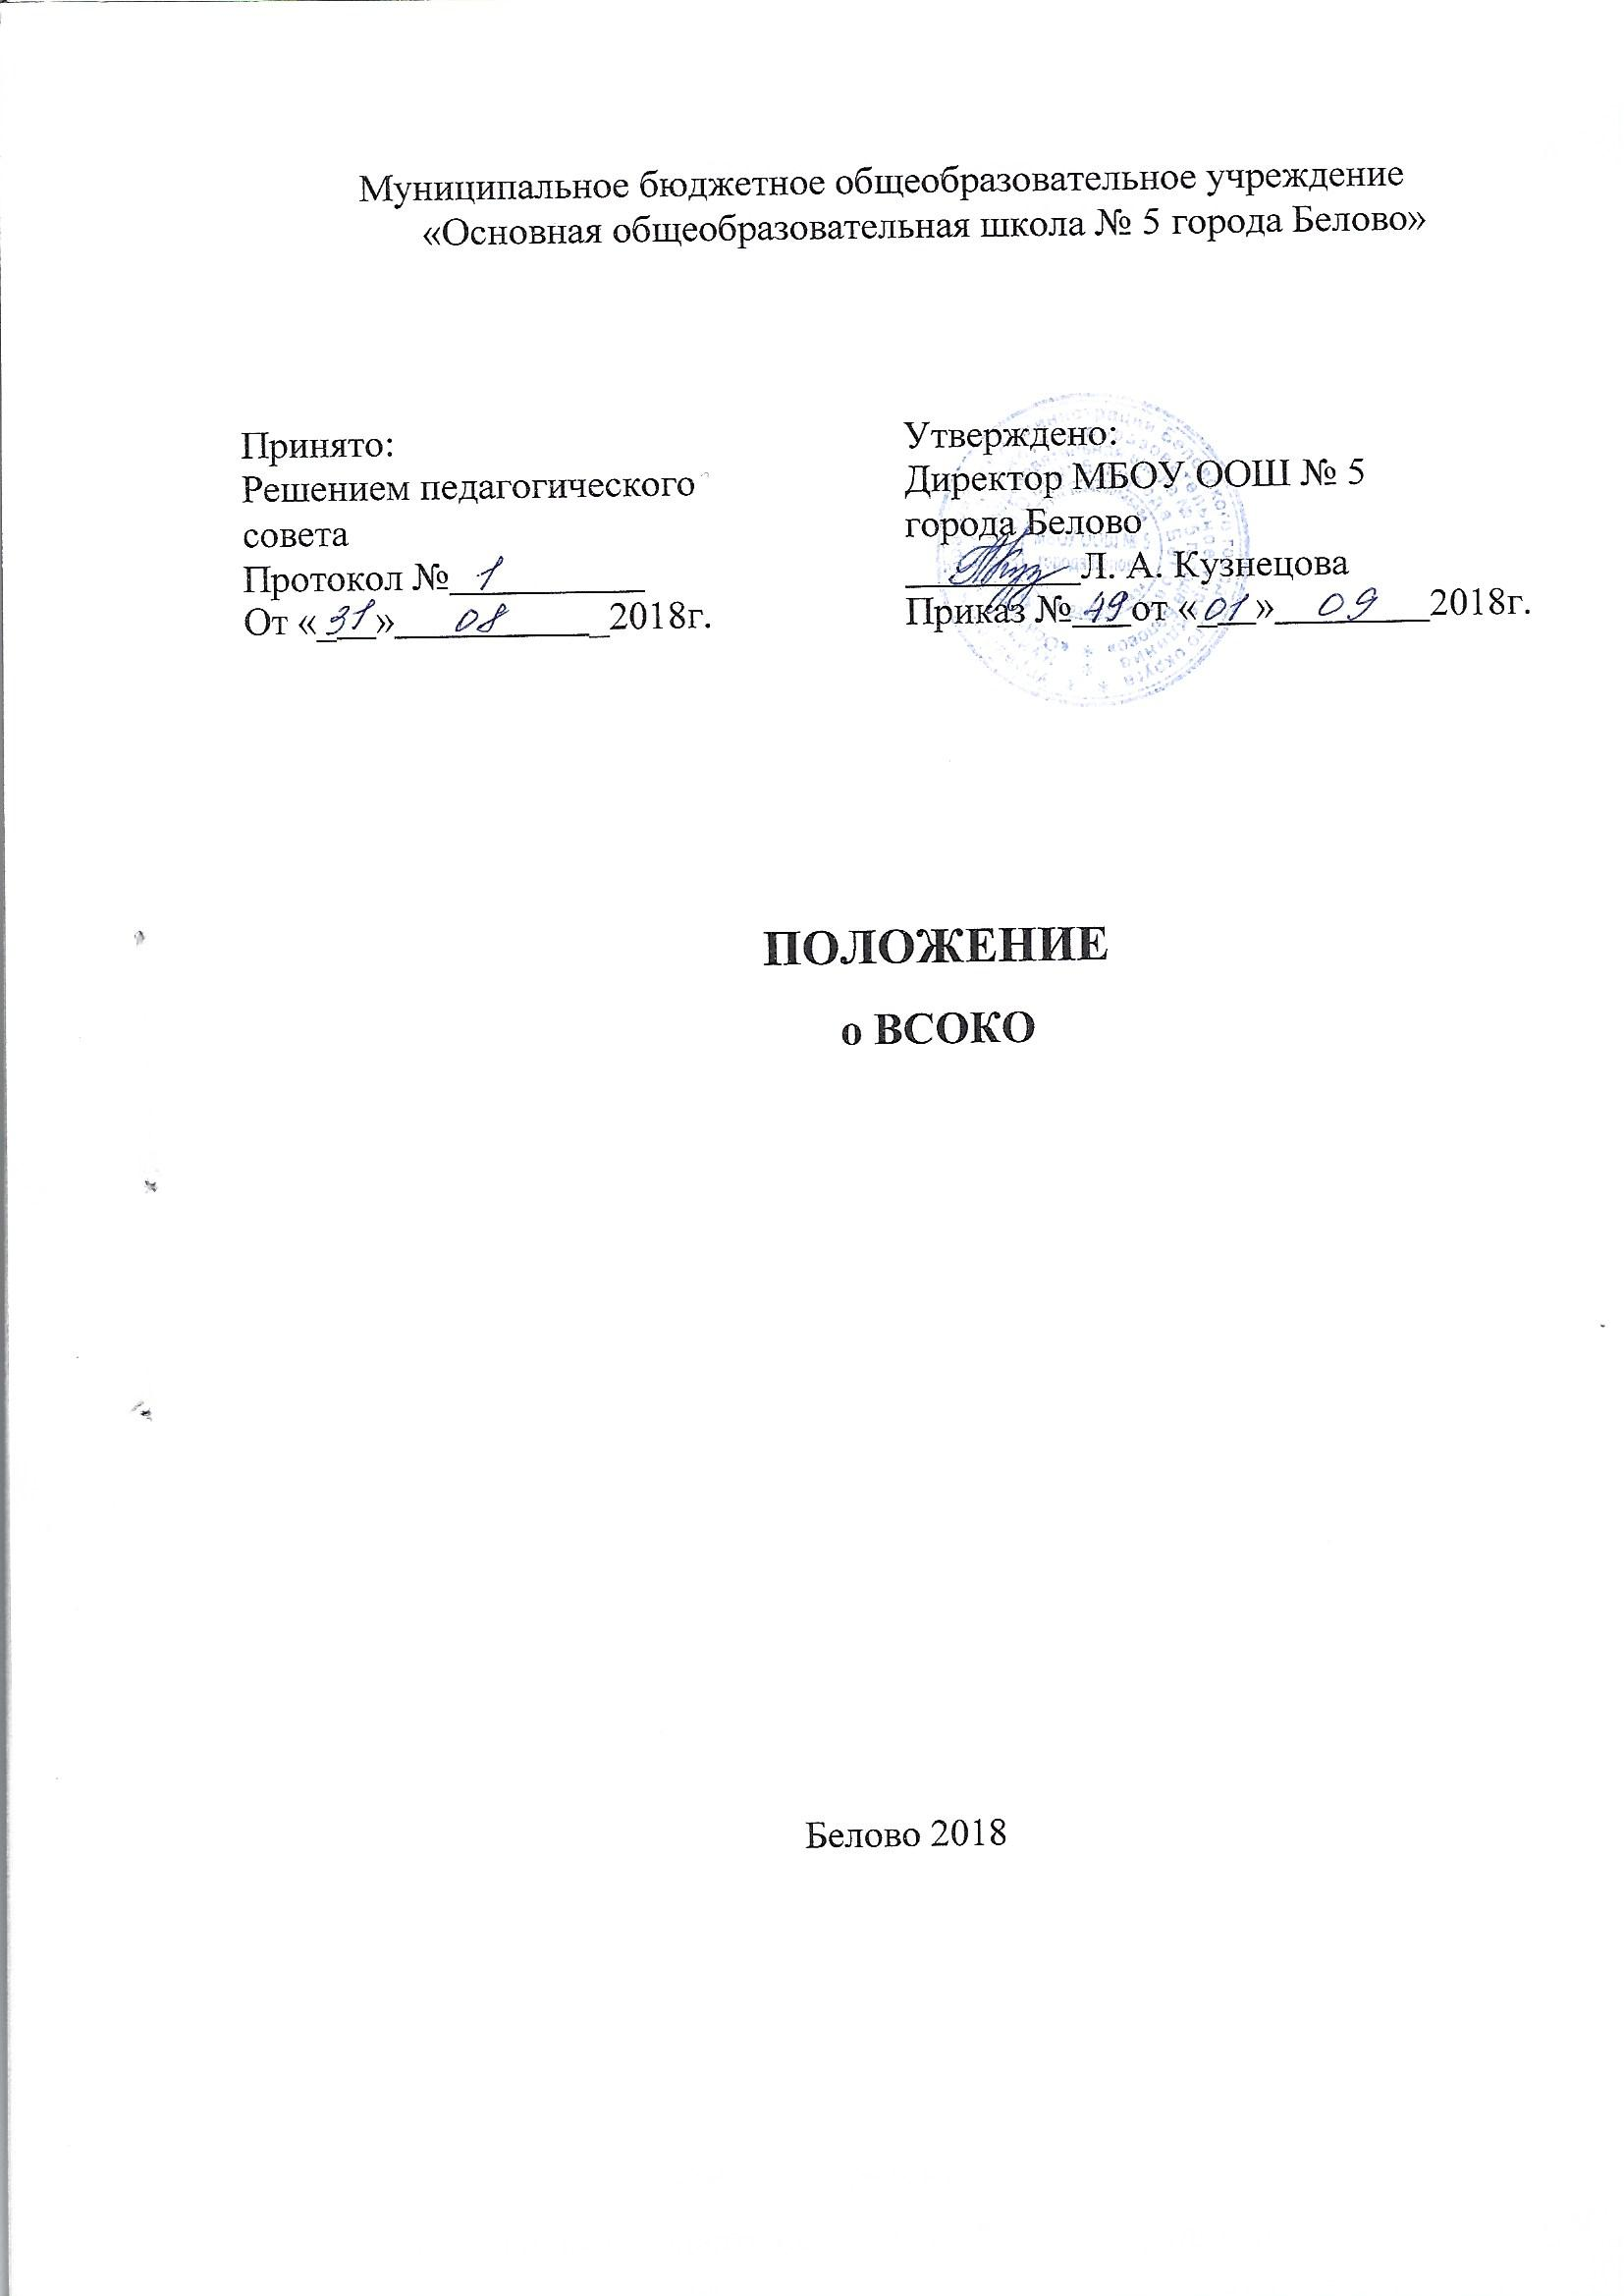 Муниципальное бюджетное общеобразовательное учреждение
«Основная общеобразовательная школа № 5 города Белово»
Принято:
Решением педагогического
совета
Протокол №1
От «31» 08 2018г.
Утверждено:
Директор МБОУ ООШ № 5
города Белово
Л. А. Кузнецова
Приказ № от «01» 09 2018г.
ПОЛОЖЕНИЕ
о ВСОКО
Белово 2018